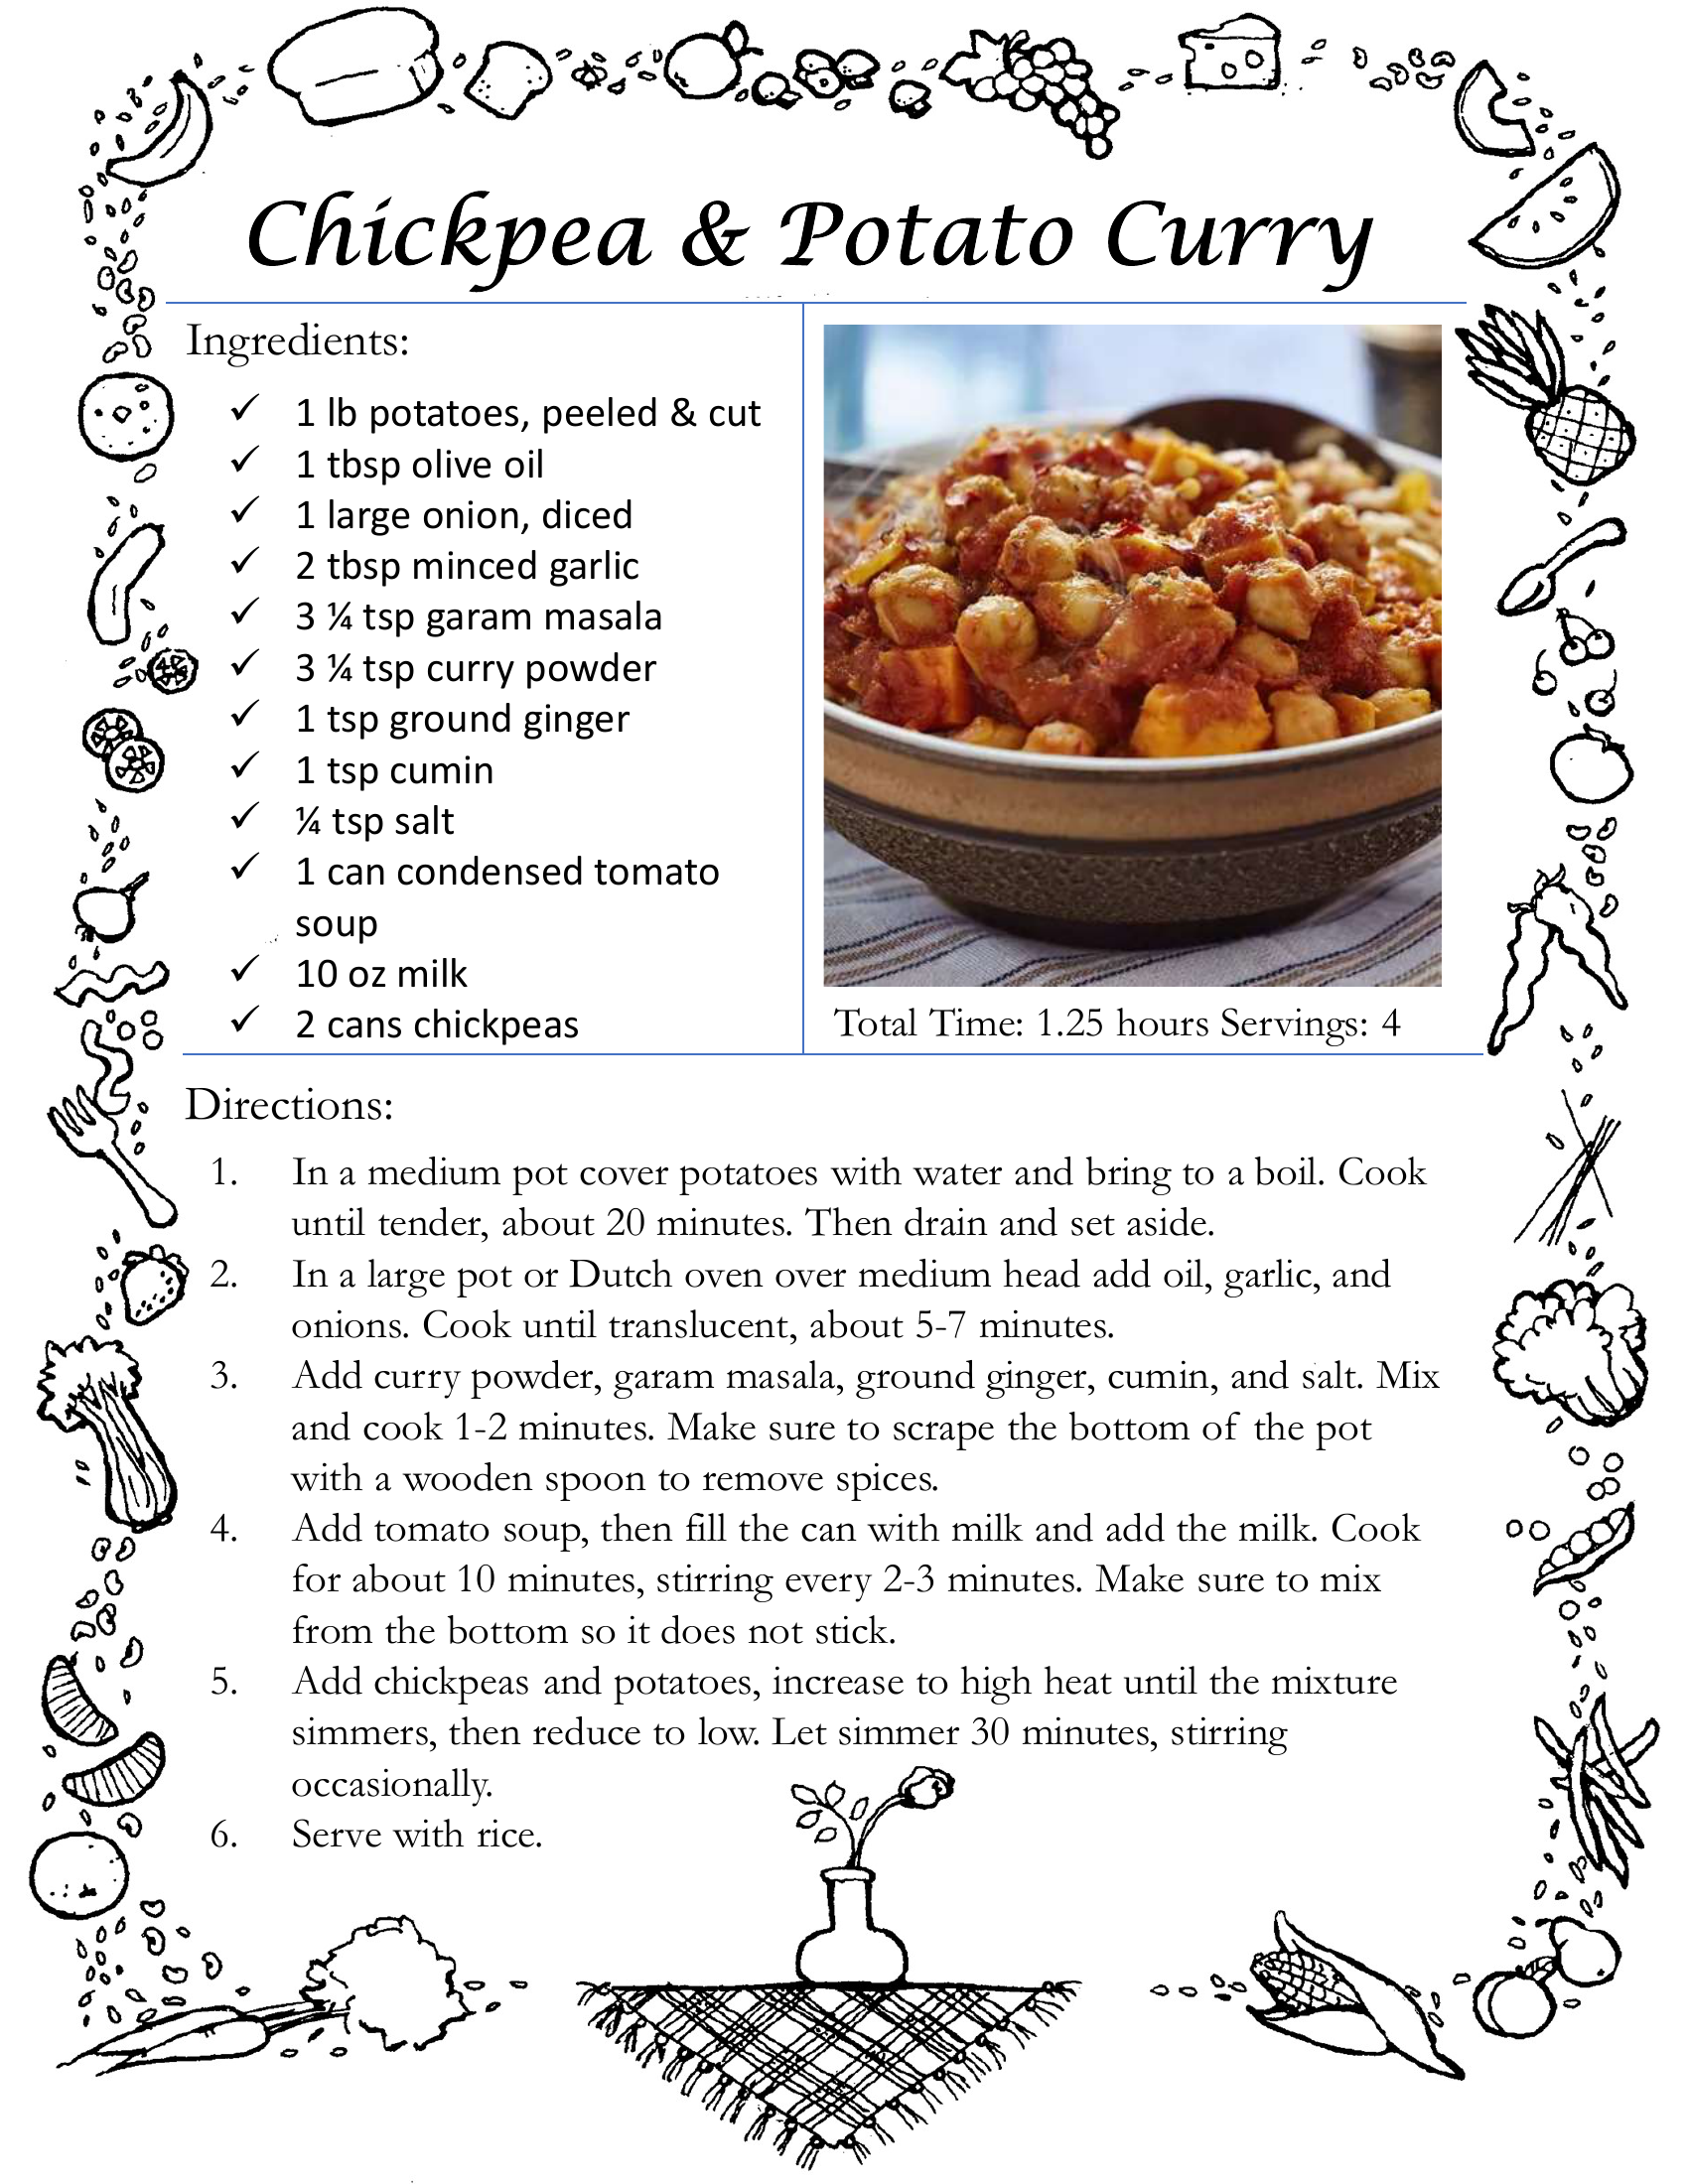 Chickpea & Potato Curry
Ingredients:
✓ 1 lb potatoes, peeled & cut
✓ 1 tbsp olive oil
✓ 1 large onion, diced
✓ 2 tbsp minced garlic
✓ 3 ¼ tsp garam masala
✓ 3 ¼ tsp curry powder
✓ 1 tsp ground ginger
✓ 1 tsp cumin
✓ ¼ tsp salt
✓ 1 can condensed tomato
soup
✓ 10 oz milk
✓ 2 cans chickpeas
Total Time: 1.25 hours Servings: 4
Directions:
1. In a medium pot cover potatoes with water and bring to a boil. Cook
until tender, about 20 minutes. Then drain and set aside.
2. In a large pot or Dutch oven over medium head add oil, garlic, and
onions. Cook until translucent, about 5-7 minutes.
3. Add curry powder, garam masala, ground ginger, cumin, and salt. Mix
and cook 1-2 minutes. Make sure to scrape the bottom of the pot
with a wooden spoon to remove spices.
4. Add tomato soup, then fill the can with milk and add the milk. Cook
for about 10 minutes, stirring every 2-3 minutes. Make sure to mix
from the bottom so it does not stick.
5. Add chickpeas and potatoes, increase to high heat until the mixture
simmers, then reduce to low. Let simmer 30 minutes, stirring
occasionally.
6. Serve with rice.